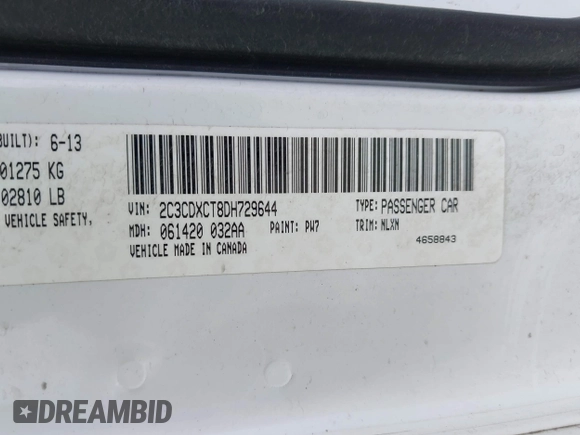 BUILT): 6-13
01275 KG
02810 LB
VEHICLE SAFETY,
VIN: 2C3CDXCT8DH729644
TYPE: PASSENGER CAR
MDH: 061420 032AA
PAINT: PW7
TRIM: NLXN
VEHICLE MADE IN CANADA
4658843
DREAMBID